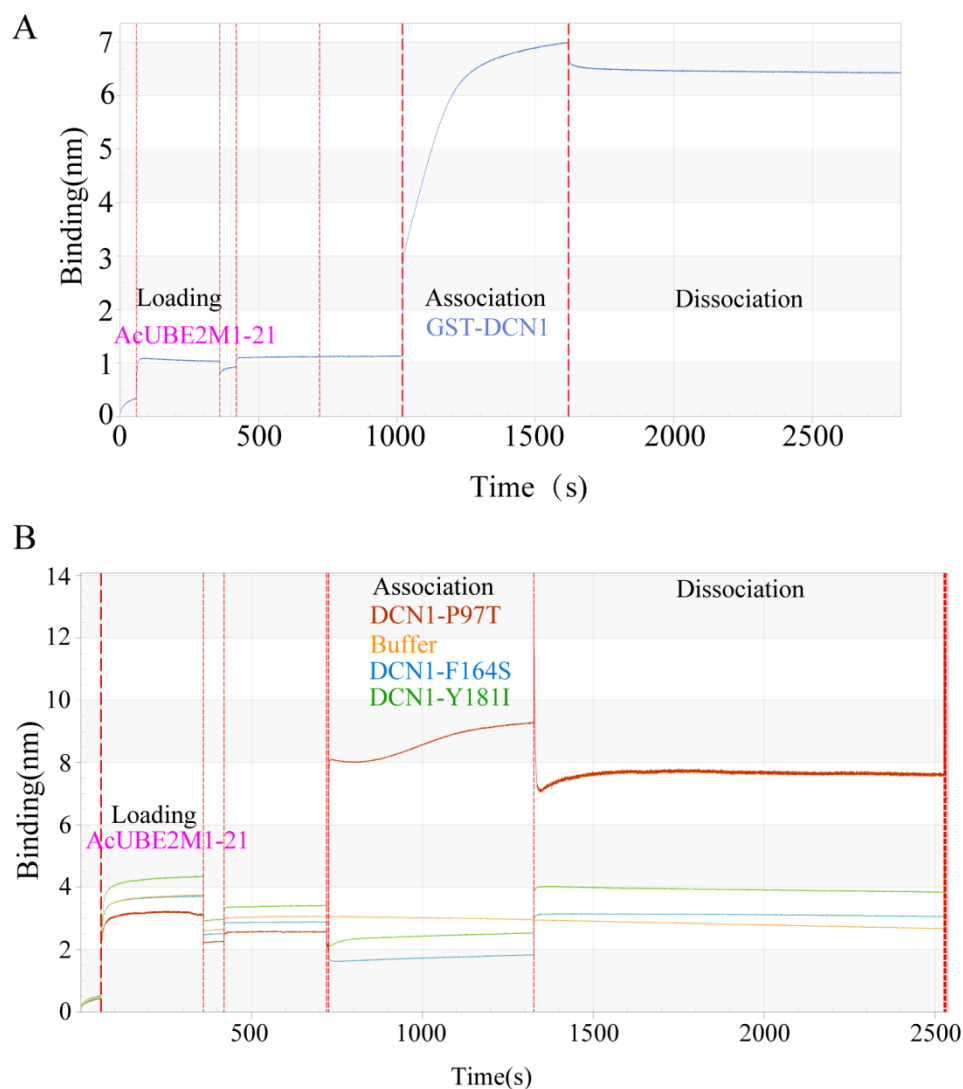 A
7
6
5
4
3
2
1
0
Binding(nm)
Loading
AcUBE2M1-21
Association
GST-DCN1
Dissociation
0
500
1000
1500
2000
2500
Time（s)
B
14
12
10
8
6
4
2
0
Binding(nm)
Association
DCN1-P97T
Buffer
DCN1-F164S
DCN1-Y181I
Dissociation
Loading
AcUBE2M1-21
500
1000
1500
2000
2500
Time(s)